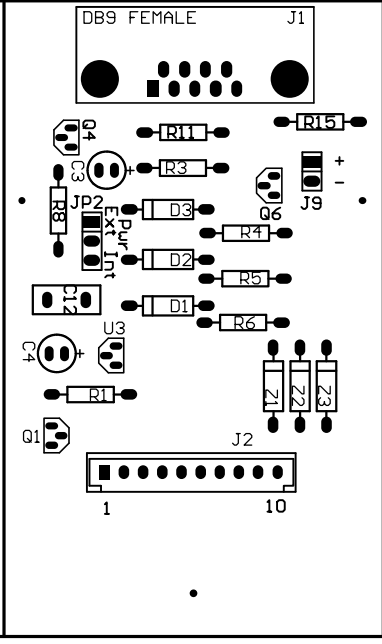 DB9 FEMALE J1
R15
Q4
R11
C3
+
R3
+
-
JP2
R8
Ext Int
pwr
D3
Q6
J9
R4
D2
R5
C12
D1
R6
U3
C4
+
R1
Z1
Z2
Z3
Q1
J2
1
10